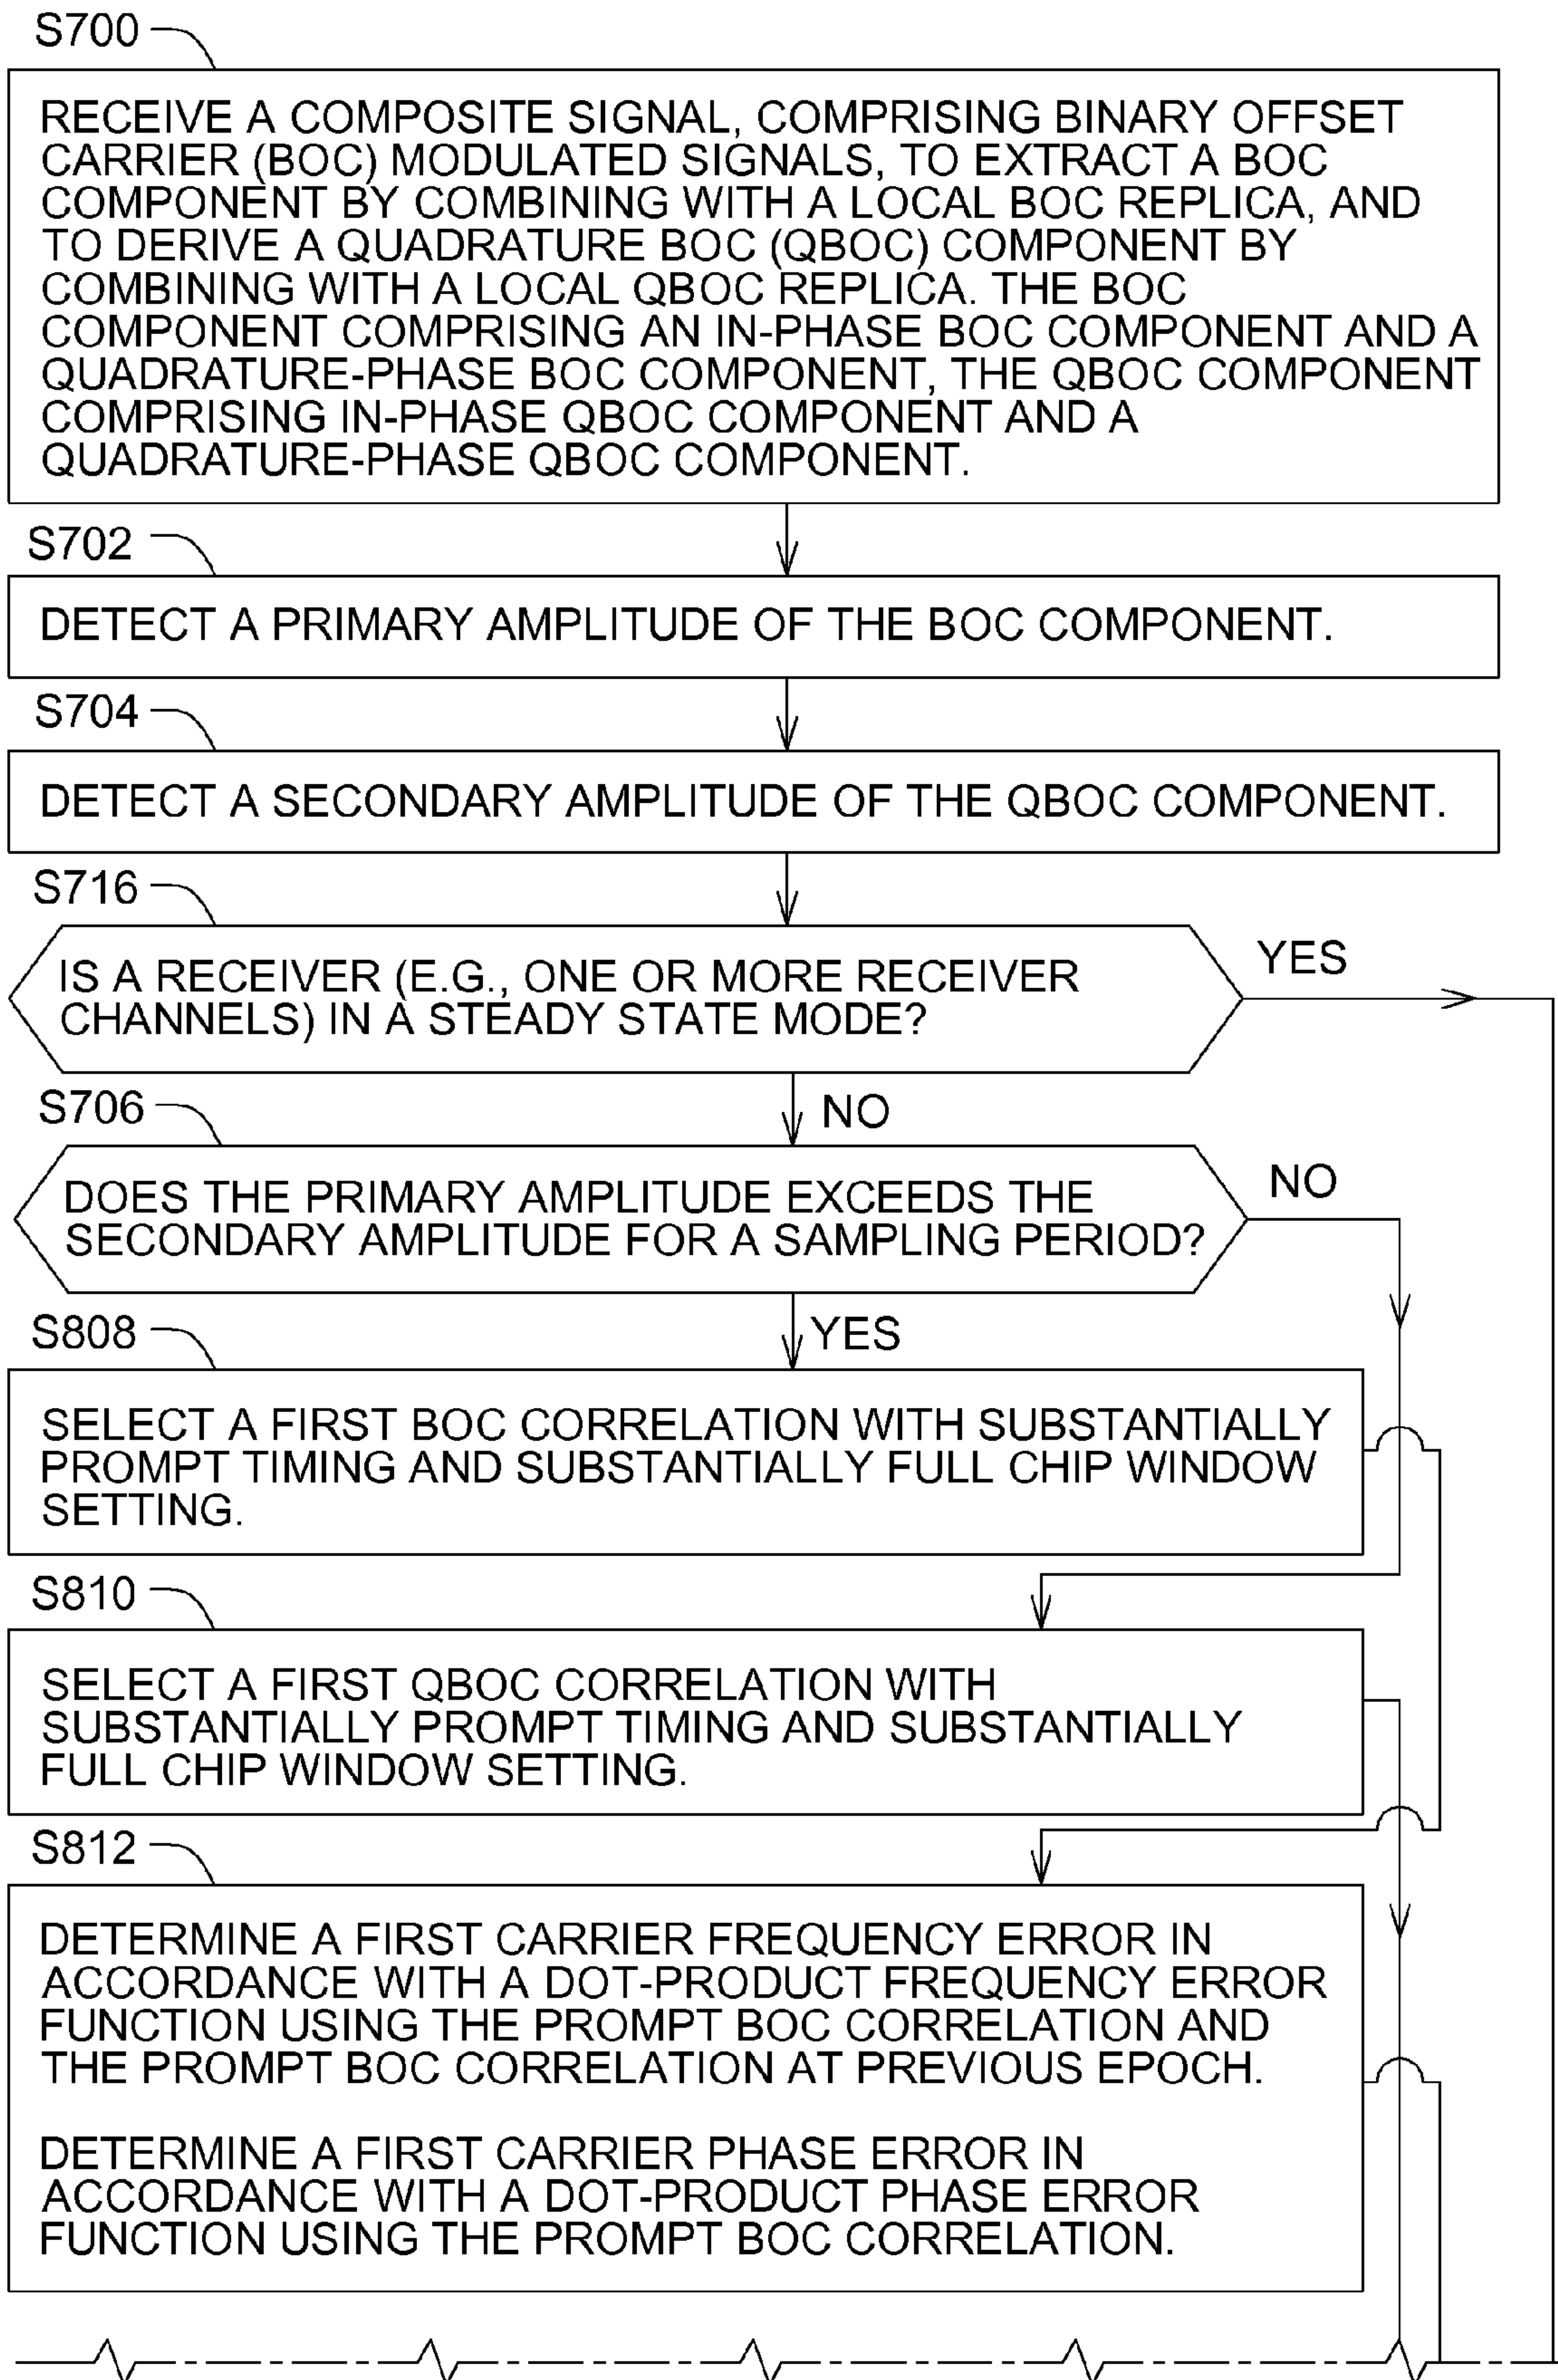 S700
RECEIVE A COMPOSITE SIGNAL, COMPRISING BINARY OFFSET
CARRIER (BOC) MODULATED SIGNALS, TO EXTRACT A BOC
COMPONENT BY COMBINING WITH A LOCAL BOC REPLICA, AND
TO DERIVE A QUADRATURE BOC (QBOC) COMPONENT BY
COMBINING WITH A LOCAL QBOC REPLICA. THE BOC
COMPONENT COMPRISING AN IN-PHASE BOC COMPONENT AND A
QUADRATURE-PHASE BOC COMPONENT, THE QBOC COMPONENT
COMPRISING IN-PHASE QBOC COMPONENT AND A
QUADRATURE-PHASE QBOC COMPONENT.
S702
DETECT A PRIMARY AMPLITUDE OF THE BOC COMPONENT.
S704
DETECT A SECONDARY AMPLITUDE OF THE QBOC COMPONENT.
S716
IS A RECEIVER (E.G., ONE OR MORE RECEIVER
CHANNELS) IN A STEADY STATE MODE?
YES
NO
S706
DOES THE PRIMARY AMPLITUDE EXCEEDS THE
SECONDARY AMPLITUDE FOR A SAMPLING PERIOD?
NO
YES
S808
SELECT A FIRST BOC CORRELATION WITH SUBSTANTIALLY
PROMPT TIMING AND SUBSTANTIALLY FULL CHIP WINDOW
SETTING.
S810
SELECT A FIRST QBOC CORRELATION WITH
SUBSTANTIALLY PROMPT TIMING AND SUBSTANTIALLY
FULL CHIP WINDOW SETTING.
S812
DETERMINE A FIRST CARRIER FREQUENCY ERROR IN
ACCORDANCE WITH A DOT-PRODUCT FREQUENCY ERROR
FUNCTION USING THE PROMPT BOC CORRELATION AND
THE PROMPT BOC CORRELATION AT PREVIOUS EPOCH.
DETERMINE A FIRST CARRIER PHASE ERROR IN
ACCORDANCE WITH A DOT-PRODUCT PHASE ERROR
FUNCTION USING THE PROMPT BOC CORRELATION.